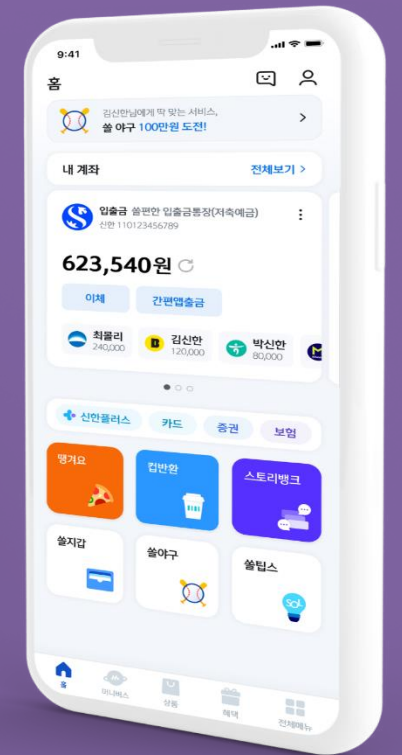 9:41
홈
김신한님에게 딱 맞는 서비스,
쏠 야구 100만원 도전!
내 계좌
전체보기 >
입출금 쏠편한 입출금통장(저축예금)
신한 110123456789
623,540원
이체
간편앱출금
최몰리
240,000
김신한
120,000
박신한
80,000
신한플러스
카드
증권
보험
땡겨요
컵반환
스토리뱅크
쏠지갑
쏠야구
쏠팁스
sol
홈
유니버스
상품
혜택
전체메뉴